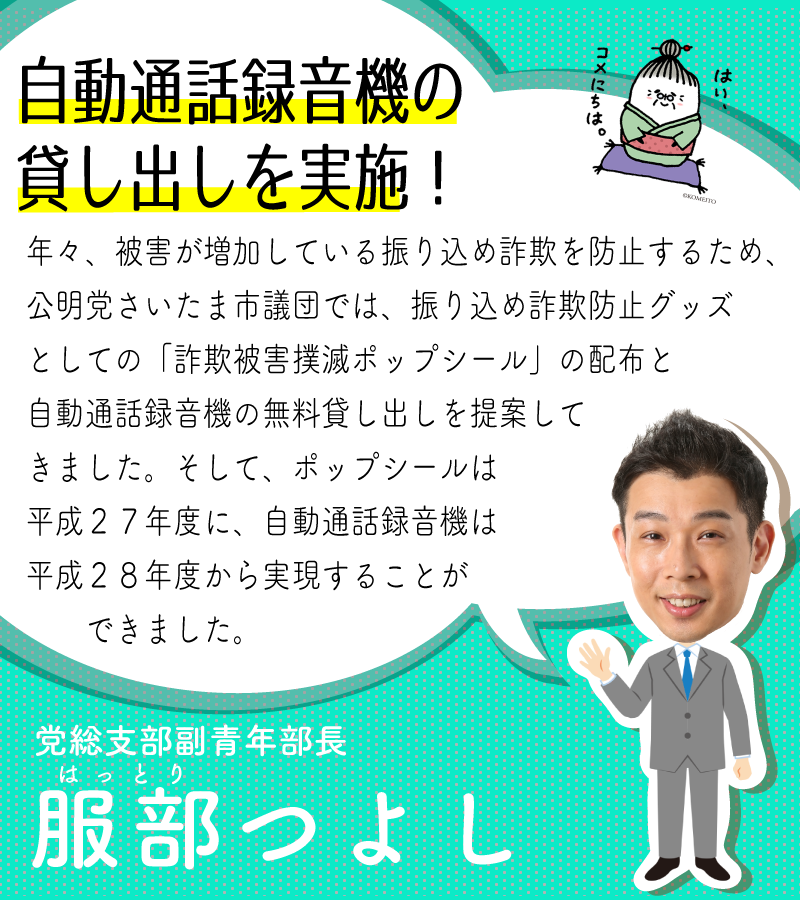 自動通話録音機の
貸し出しを実施！
はい、
コメにちは。
©KOMEITO
年々、被害が増加している振り込め詐欺を防止するため、
公明党さいたま市議団では、振り込め詐欺防止グッズ
としての「詐欺被害撲滅ポップシール」の配布と
自動通話録音機の無料貸し出しを提案して
きました。そして、ポップシールは
平成２７年度に、自動通話録音機は
平成２８年度から実現することが
できました。
党総支部副青年部長
はっとり
服部つよし